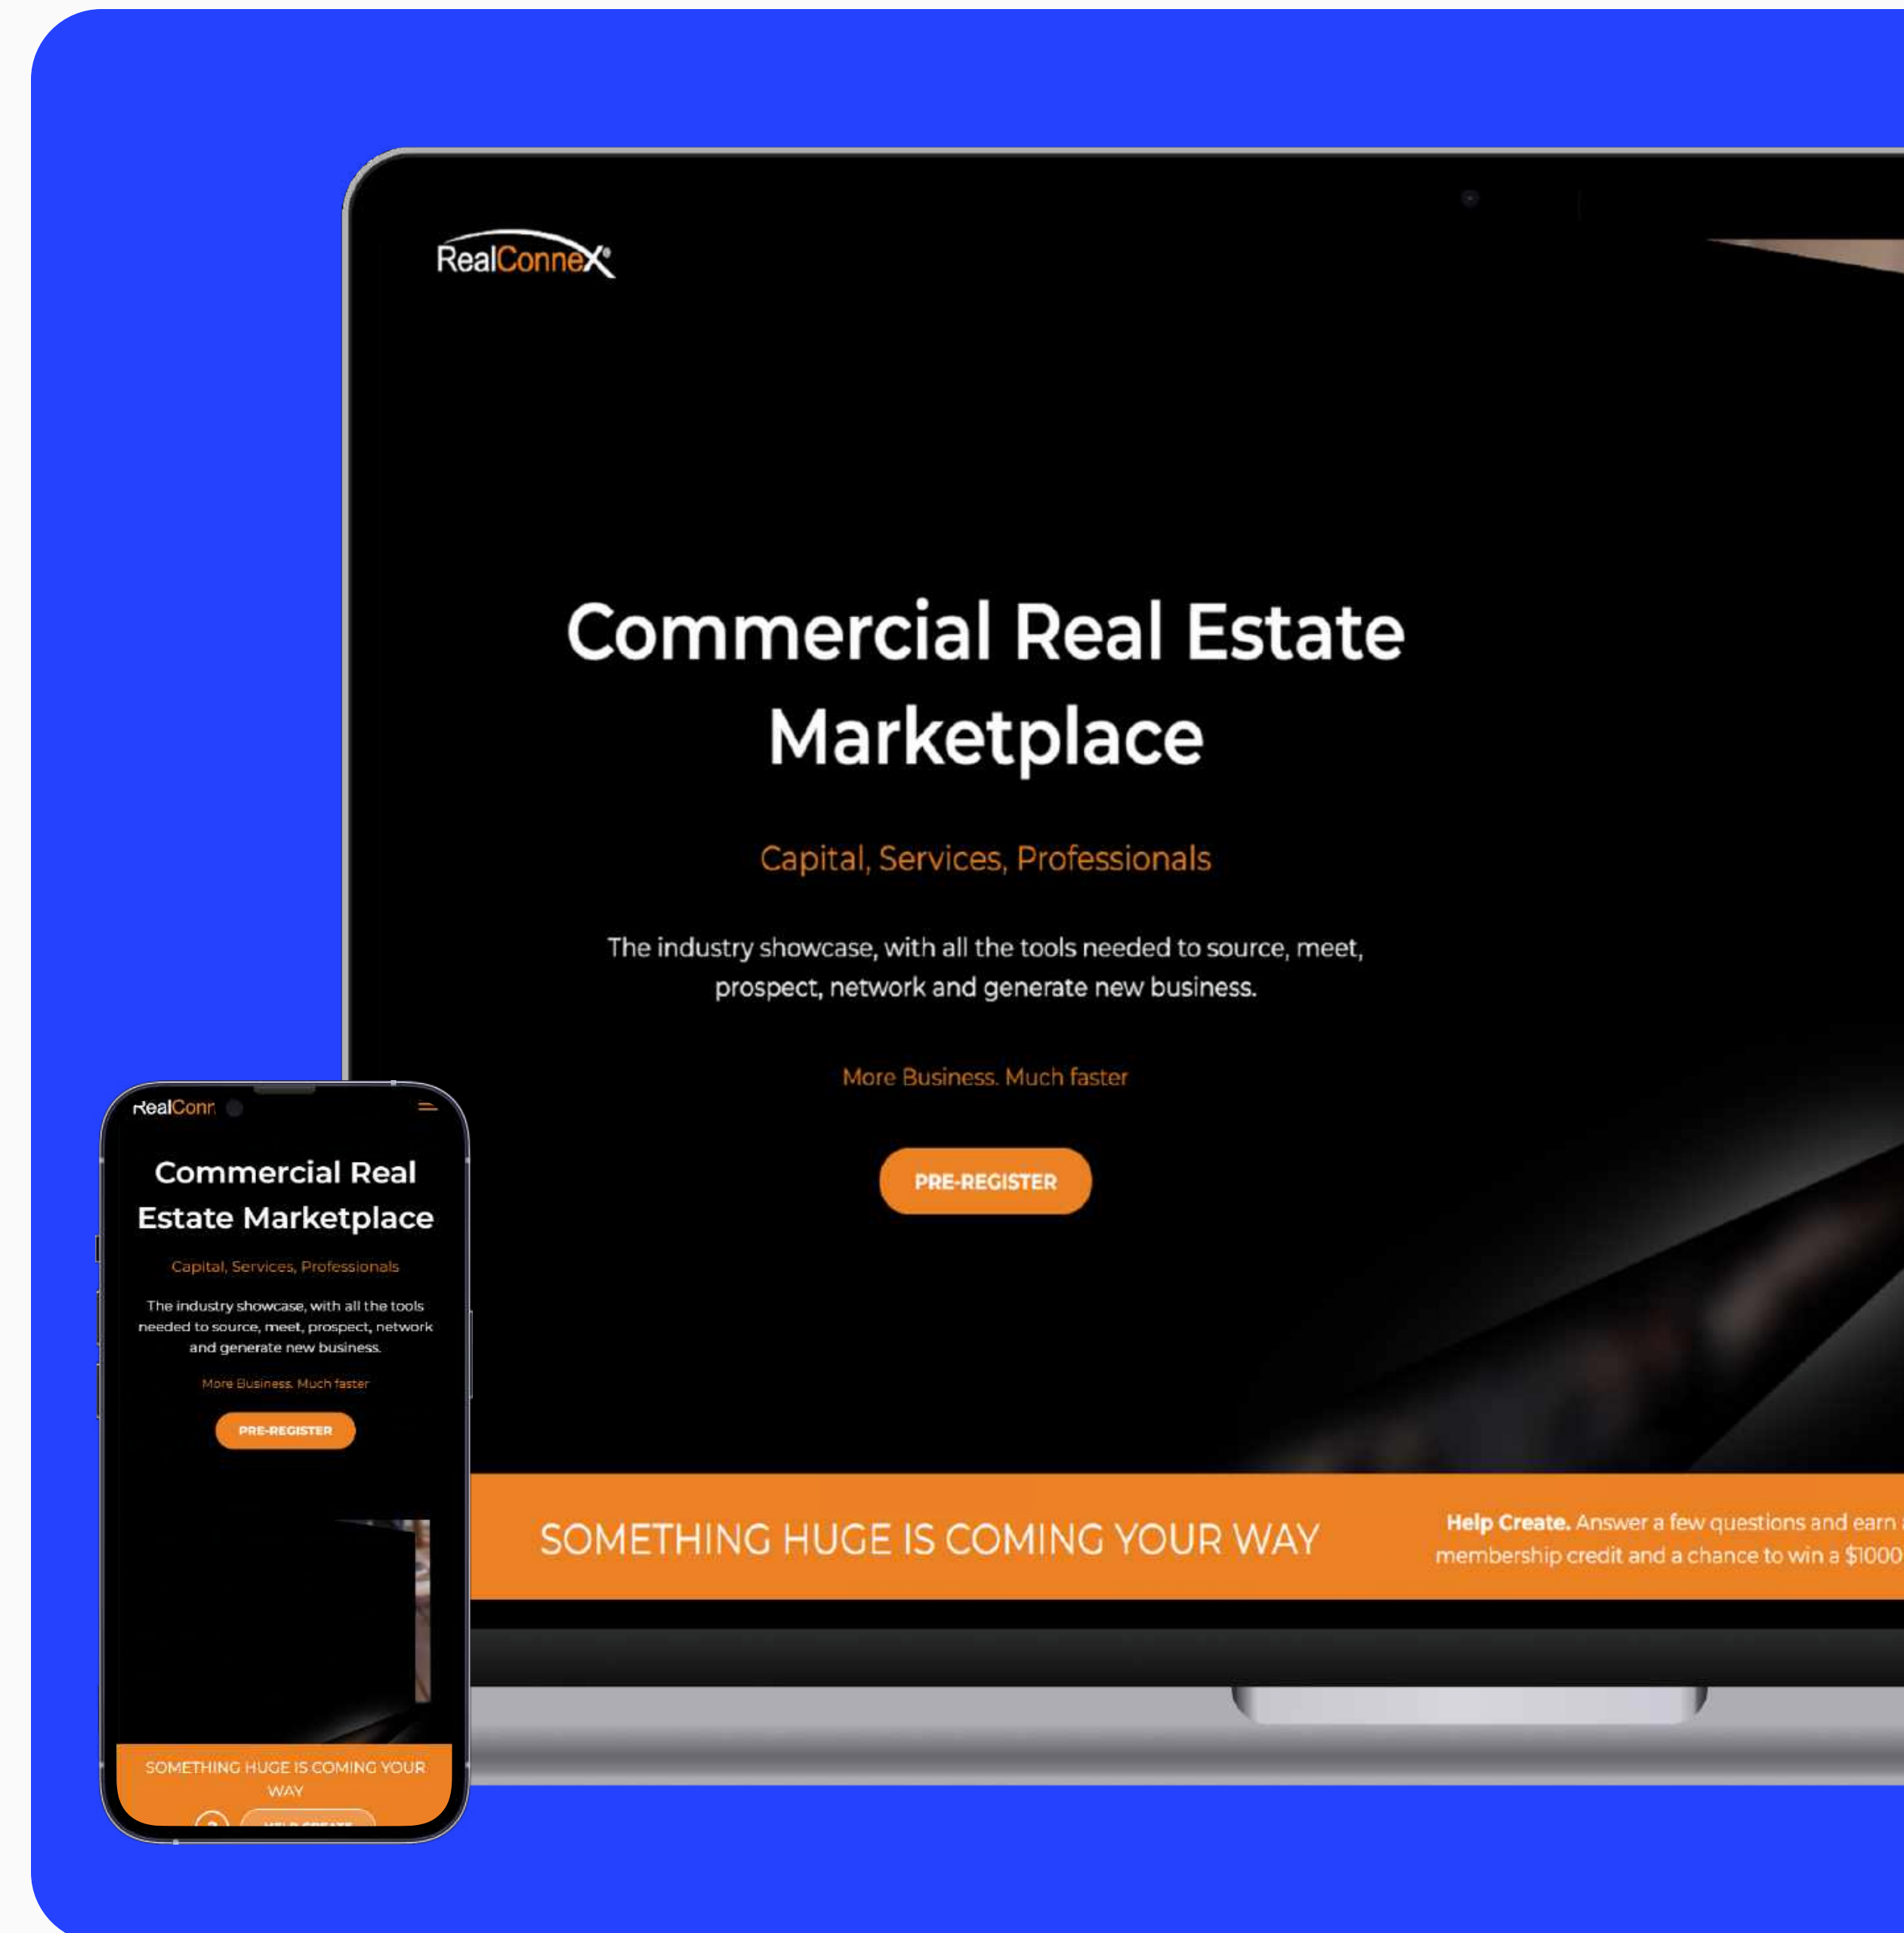 RealConneX®
Commercial Real Estate
Marketplace
Capital, Services, Professionals
The industry showcase, with all the tools needed to source, meet,
prospect, network and generate new business.
More Business. Much faster
PRE-REGISTER
SOMETHING HUGE IS COMING YOUR WAY
Help Create. Answer a few questions and earn
membership credit and a chance to win a $1000
RealConn
Commercial Real
Estate Marketplace
Capital, Services, Professionals
The industry showcase, with all the tools
needed to source, meet, prospect, network
and generate new business.
More Business. Much faster
PRE-REGISTER
SOMETHING HUGE IS COMING YOUR
WAY
HELP CREATE